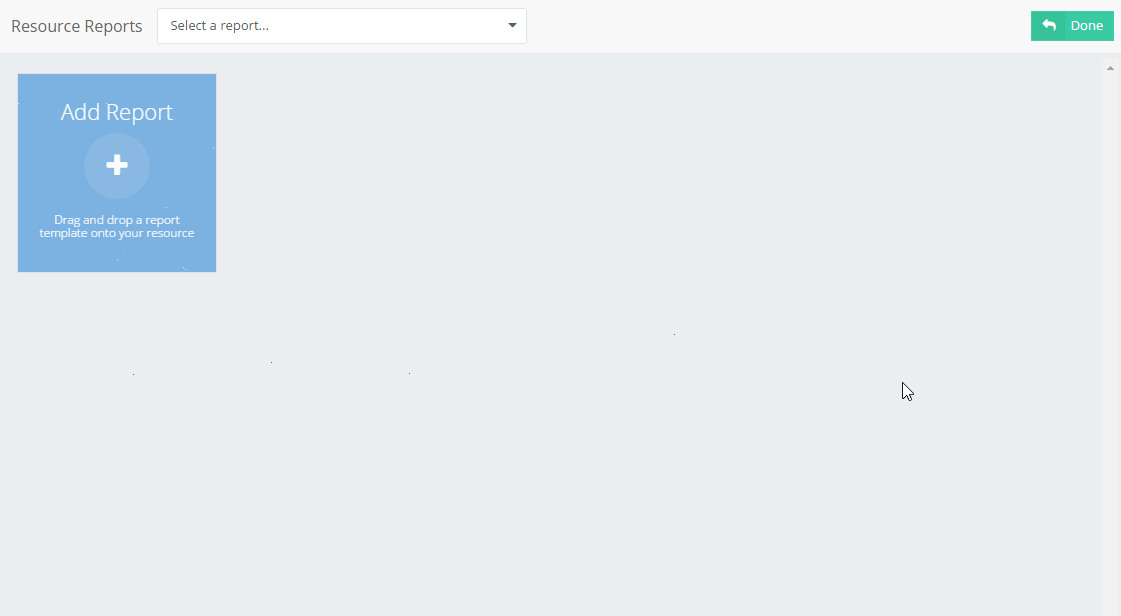 Resource Reports
Select a report...
Done
Add Report
Drag and drop a report
template onto your resource